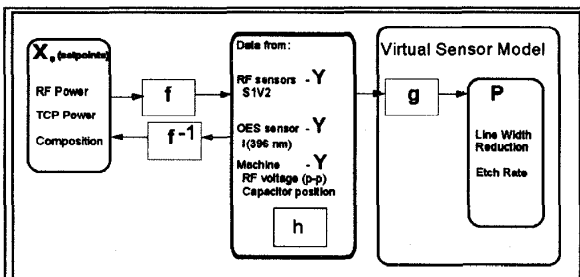 X s (setpoints)
RF Power
TCP Power
Composition
f
f -1
Data from:
RF sensors - Y
S1V2
OES sensor - Y
I(396 nm)
Machine - Y
RF voltage (p-p)
Capacitor position
h
Virtual Sensor Model
g
P
Line Width
Reduction
Etch Rate